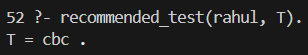 52 ?- recommended_test(rahul, T).
T = cbc .